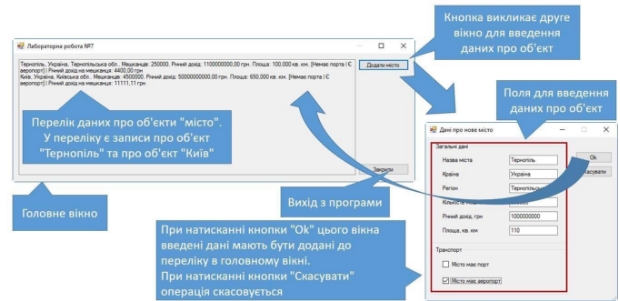 Кнопка викликає друге
вікно для введення
даних про об'єкт
Лабораторна робота №7
Тернопіль, Україна. Тернопільська обл., Мешканців: 250000. Річний дохід: 1100000000,00 грн. Площа: 100,000 кв. км. [Немає порта | Є
аеропорт] | Річний дохід на мешканця: 4400,00 грн
Київ, Україна. Київська обл., Мешканців: 4500000. Річний дохід: 50000000000,00 грн. Площа: 650,000 кв. км. [Немає порта | Є
аеропорт] | Річний дохід на мешканця: 11111,11 грн
Додати місто
Перелік даних про об'єкти "місто".
У переліку є записи про об'єкт
"Тернопіль" та про об'єкт "Київ"
Закрити
Поля для введення
даних про об'єкт
Дані про нове місто
Загальні дані
Назва міста
Тернопіль
Ok
Країна
Україна
Скасувати
Регіон
Тернопільська
Кількість
Річний дохід, грн
1000000000
Площа, кв. км
110
Транспорт
Місто має порт
Місто має аеропорт
Головне вікно
Вихід з програми
При натисканні кнопки "Ok" цього вікна
введені дані мають бути додані до
переліку в головному вікні.
При натисканні кнопки "Скасувати"
операція скасовується